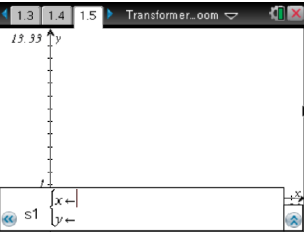 1.3 1.4 1.5 Transformer...oom
13.33 y
1
x
s1 {x←
y←